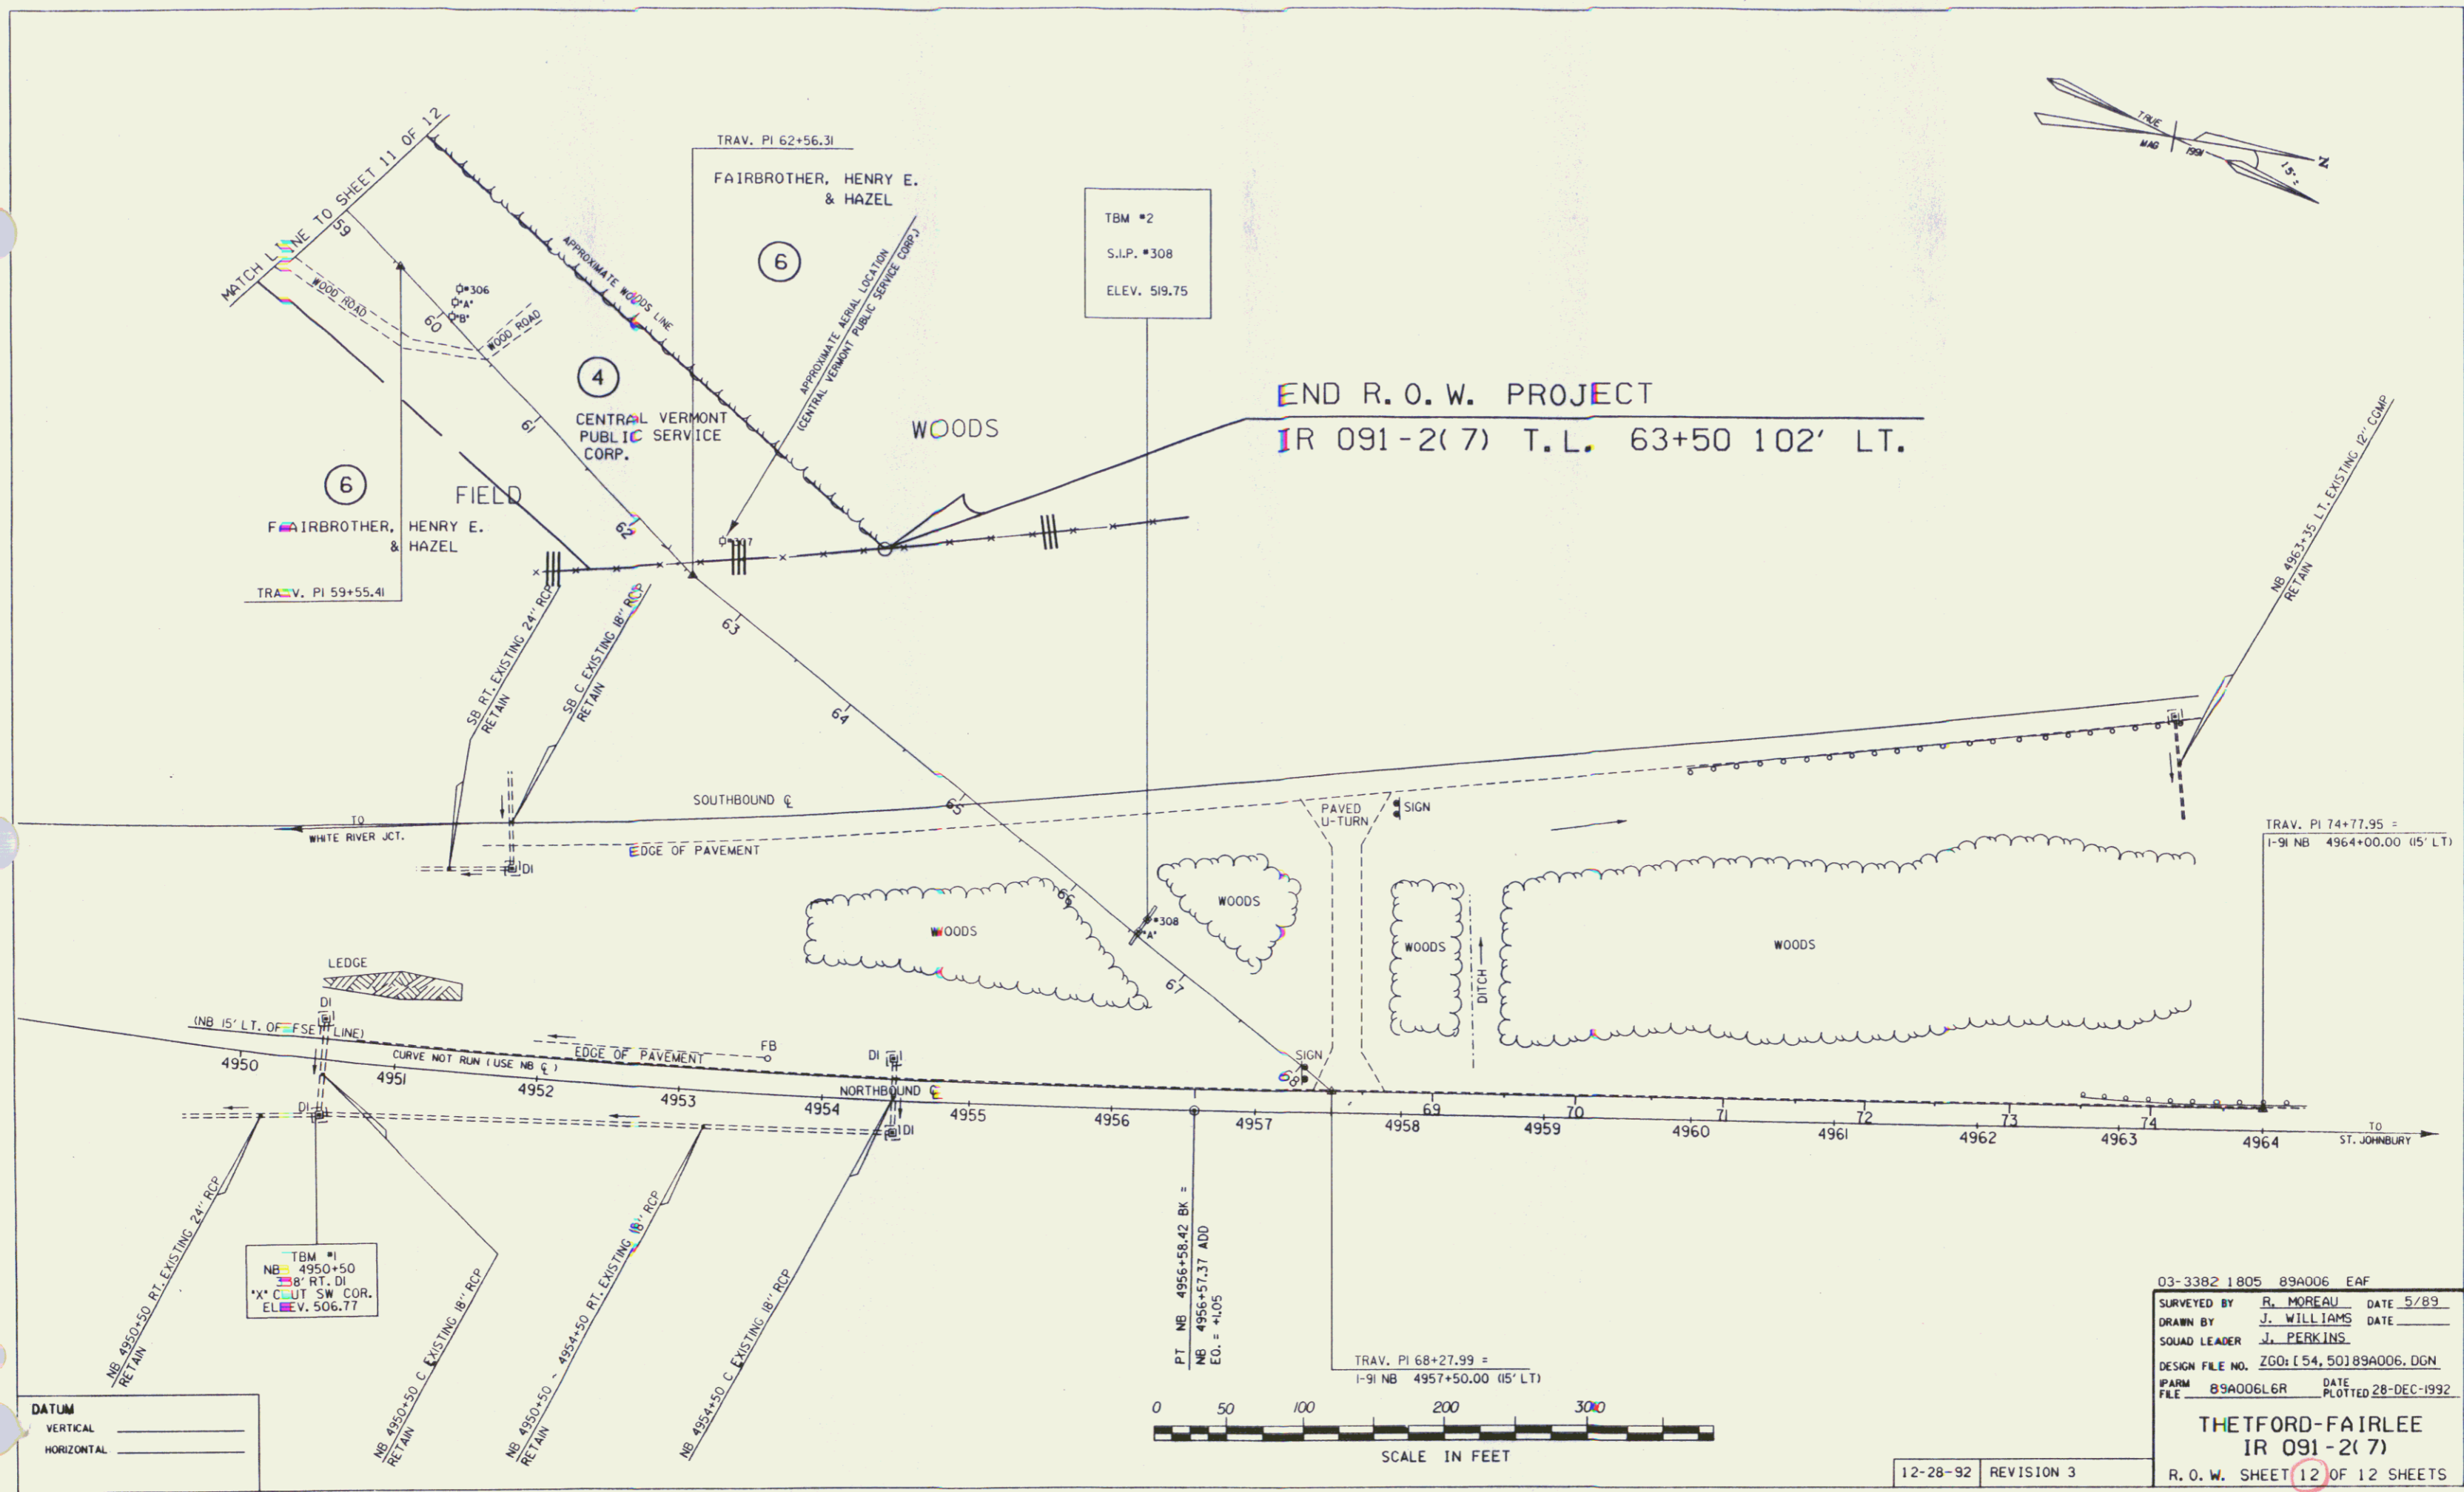 MATCH LINE TO SHEET 11 OF 12
TRAV. PI 62+56.31
FAIRBROTHER, HENRY E.
& HAZEL
6
TBM #2
S.I.P. #308
ELEV. 519.75
TRUE
MAG 1991
N
APPROXIMATE WOODS LINE
APPROXIMATE AERIAL LOCATION
(CENTRAL VERMONT PUBLIC SERVICE CORP.)
59
WOOD ROAD
#306
"A"
"B"
60
WOOD ROAD
4
CENTRAL VERMONT
PUBLIC SERVICE
CORP.
61
WOODS
END R.O.W. PROJECT
IR 091-2(7) T.L. 63+50 102' LT.
6
FIELD
FAIRBROTHER, HENRY E.
& HAZEL
62
#307
TRAV. PI 59+55.41
63
64
SB RT. EXISTING 24" RCP
RETAIN
SB C EXISTING 18" RCP
RETAIN
NB 4963+35 LT. EXISTING 12" CGMP
RETAIN
SOUTHBOUND ℄
65
TO
WHITE RIVER JCT.
EDGE OF PAVEMENT
DI
PAVED
U-TURN
SIGN
TRAV. PI 74+77.95 =
I-91 NB 4964+00.00 (15' LT)
66
WOODS
#308
"A"
WOODS
WOODS
DITCH
WOODS
67
LEDGE
DI
(NB 15' LT. OFFSET LINE)
EDGE OF PAVEMENT
FB
DI
SIGN
68
CURVE NOT RUN (USE NB ℄)
NORTHBOUND ℄
4950
4951
4952
4953
4954
4955
4956
4957
4958
4959
4960
4961
4962
4963
4964
69
70
71
72
73
74
TO
ST. JOHNBURY
DI
DI
NB 4950+50 RT. EXISTING 24" RCP
RETAIN
TBM #1
NB 4950+50
38' RT. DI
"X" CUT SW COR.
ELEV. 506.77
NB 4950+50 C EXISTING 18" RCP
RETAIN
NB 4950+50 - 4954+50 RT. EXISTING 18" RCP
RETAIN
NB 4954+50 C EXISTING 18" RCP
PT NB 4956+58.42 BK =
NB 4956+57.37 ADD
EQ. = +1.05
TRAV. PI 68+27.99 =
I-91 NB 4957+50.00 (15' LT)
0 50 100 200 300
SCALE IN FEET
DATUM
VERTICAL
HORIZONTAL
03-3382 1805 89A006 EAF
SURVEYED BY R. MOREAU DATE 5/89
DRAWN BY J. WILLIAMS DATE
SQUAD LEADER J. PERKINS
DESIGN FILE NO. ZGO:[54,50]89A006.DGN
IPARM FILE 89A006L6R DATE PLOTTED 28-DEC-1992
THETFORD-FAIRLEE
IR 091-2(7)
R.O.W. SHEET 12 OF 12 SHEETS
12-28-92 REVISION 3